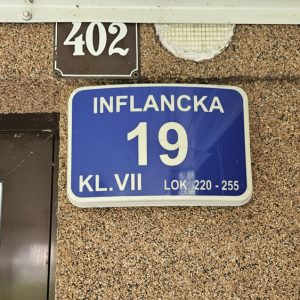 402
INFLANCKA
19
KL.VII LOK. 220 - 255